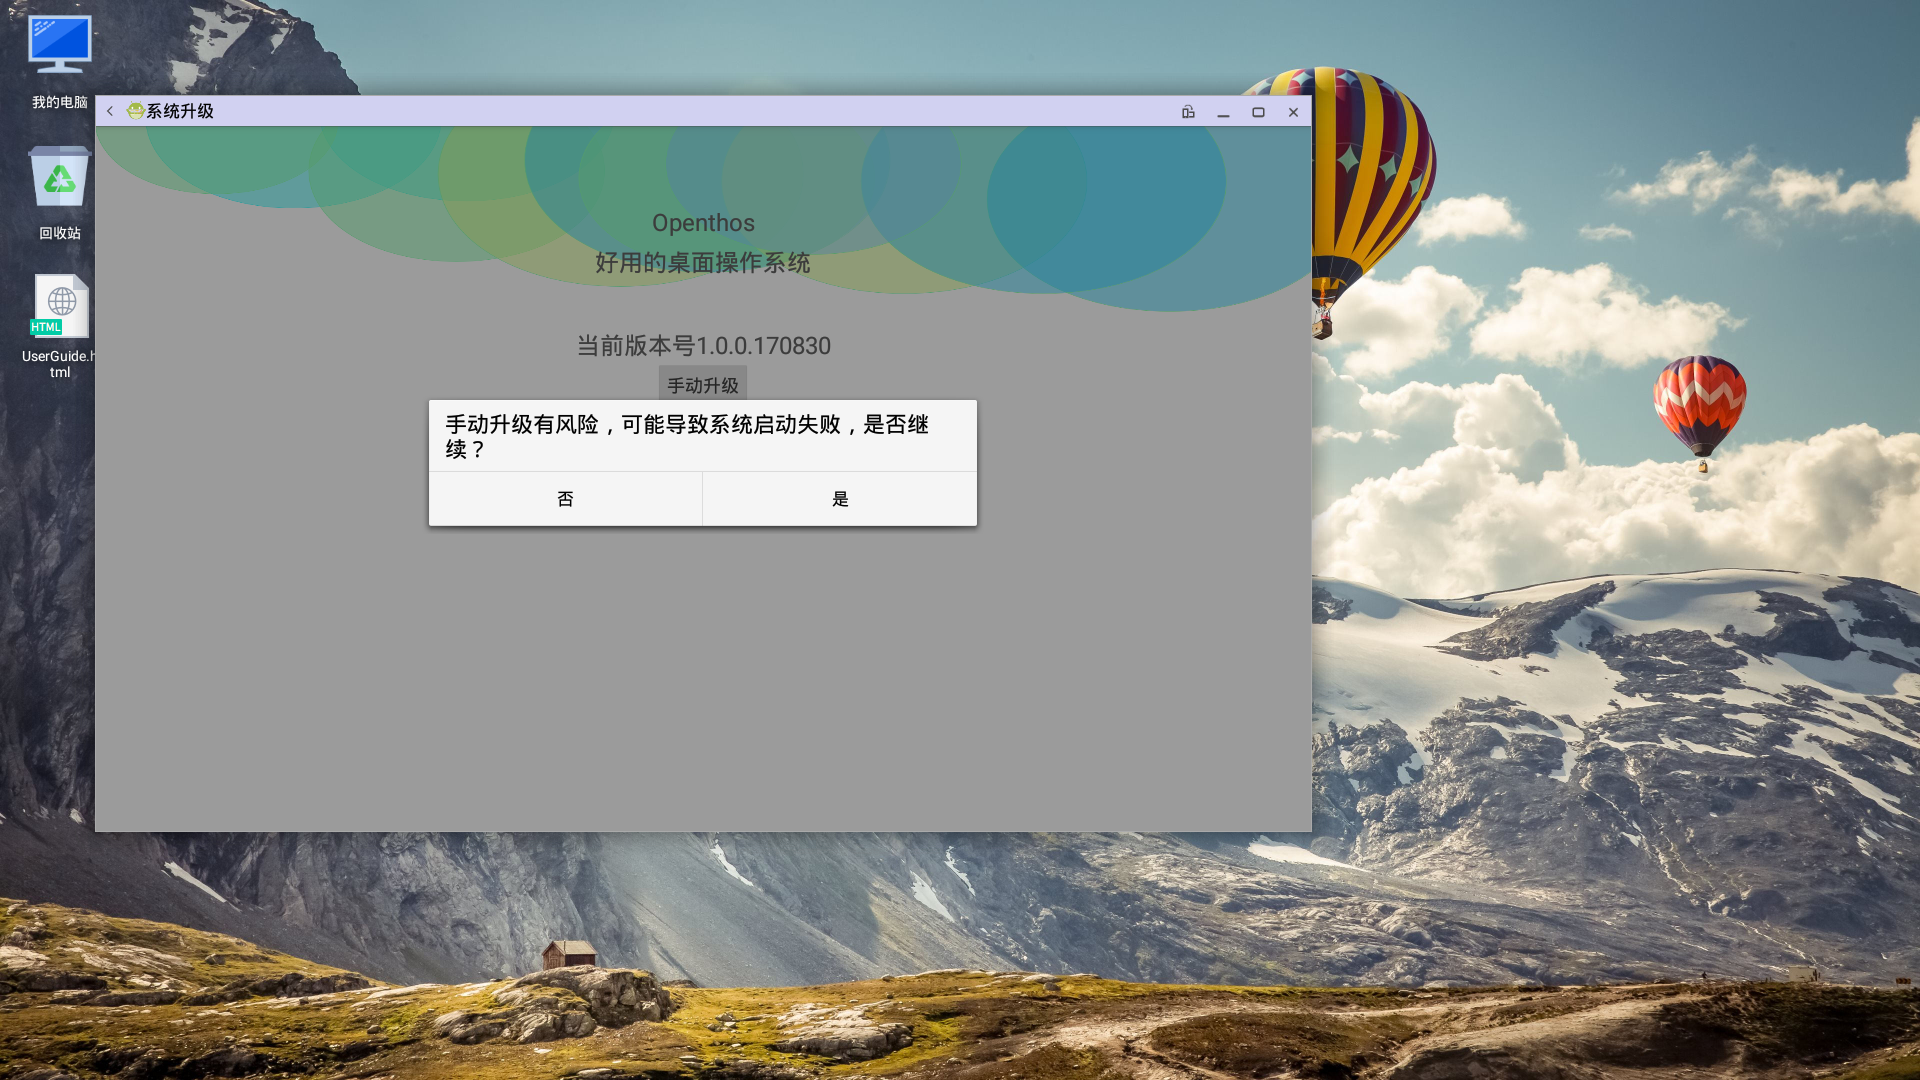 我的电脑
回收站
HTML
UserGuide.h
tml
系统升级
Openthos
好用的桌面操作系统
当前版本号1.0.0.170830
手动升级
手动升级有风险，可能导致系统启动失败，是否继
续？
否
是